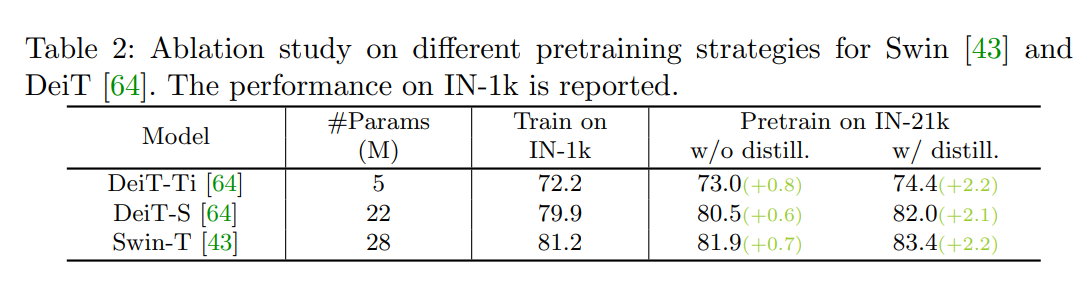 Table 2: Ablation study on different pretraining strategies for Swin [43] and
DeiT [64]. The performance on IN-1k is reported.
Model #Params Train on Pretrain on IN-21k
(M) IN-1k w/o distill. w/ distill.
DeiT-Ti [64] 5 72.2 73.0(+0.8) 74.4(+2.2)
DeiT-S [64] 22 79.9 80.5(+0.6) 82.0(+2.1)
Swin-T [43] 28 81.2 81.9(+0.7) 83.4(+2.2)